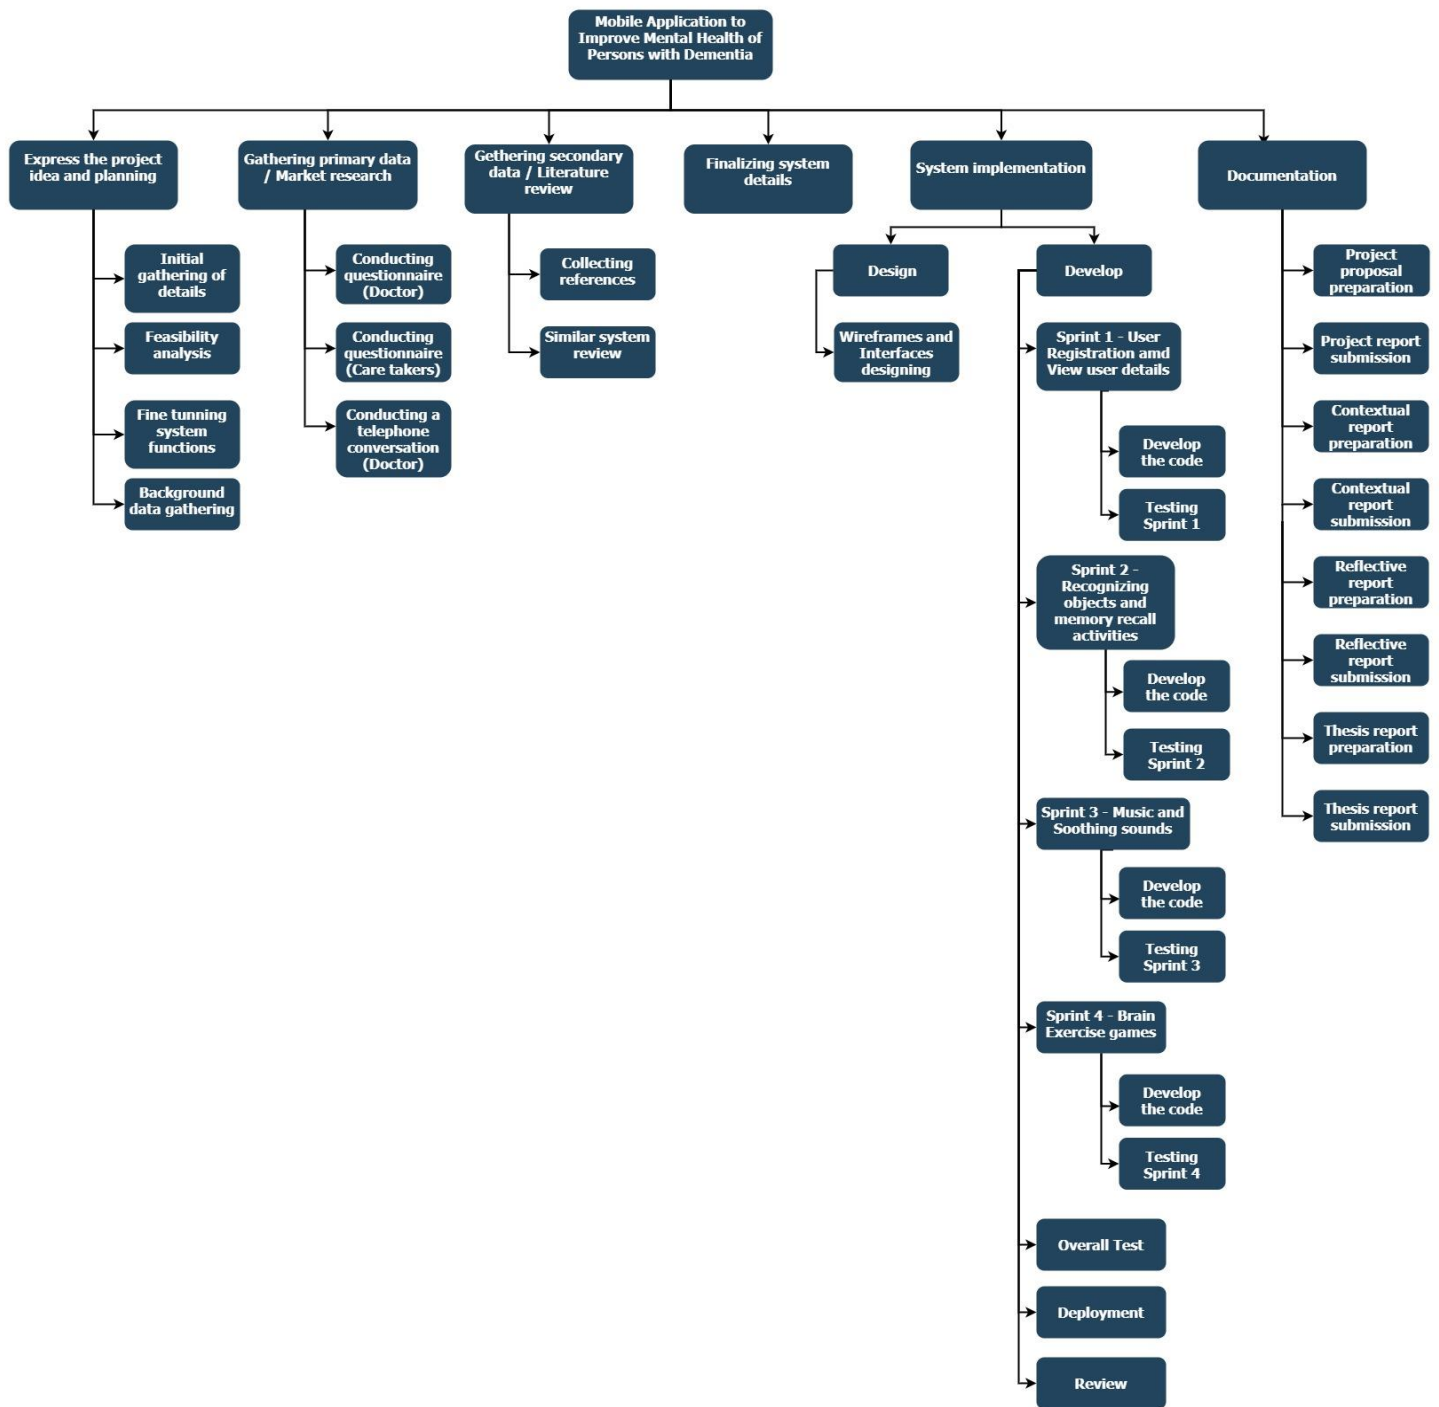 Mobile Application to
Improve Mental Health of
Persons with Dementia
Express the project
idea and planning
Initial
gathering of
details
Feasibility
analysis
Fine tunning
system
functions
Background
data gathering
Gathering primary data
/ Market research
Conducting
questionnaire
(Doctor)
Conducting
questionnaire
(Care takers)
Conducting a
telephone
conversation
(Doctor)
Gethering secondary
data / Literature
review
Collecting
references
Similar system
review
Finalizing system
details
System implementation
Design
Wireframes and
Interfaces
designing
Develop
Sprint 1 - User
Registration amd
View user details
Develop
the code
Testing
Sprint 1
Sprint 2 -
Recognizing
objects and
memory recall
activities
Develop
the code
Testing
Sprint 2
Sprint 3 - Music and
Soothing sounds
Develop
the code
Testing
Sprint 3
Sprint 4 - Brain
Exercise games
Develop
the code
Testing
Sprint 4
Overall Test
Deployment
Review
Documentation
Project
proposal
preparation
Project report
submission
Contextual
report
preparation
Contextual
report
submission
Reflective
report
preparation
Reflective
report
submission
Thesis report
preparation
Thesis report
submission